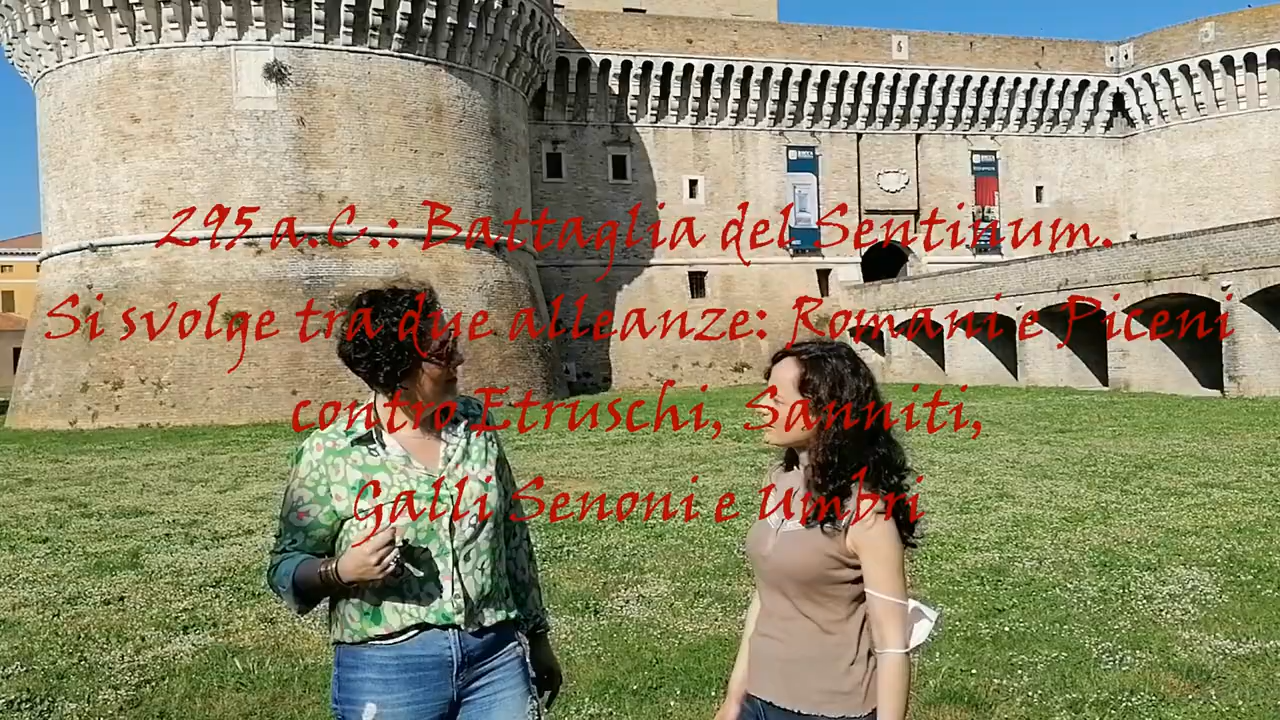 295 a.C.: Battaglia del Sentinum.
Si svolge tra due alleanze: Romani e Piceni
contro Etruschi, Sanniti,
Galli Senoni e Umbri